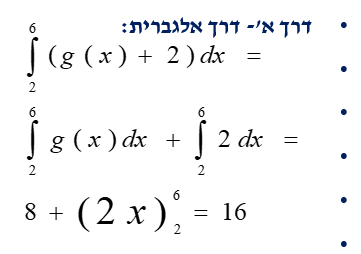 דרך א'- דרך אלגברית:
∫₂⁶ (g(x) + 2)dx =
∫₂⁶ g(x)dx + ∫₂⁶ 2 dx =
8 + (2x)₂⁶ = 16